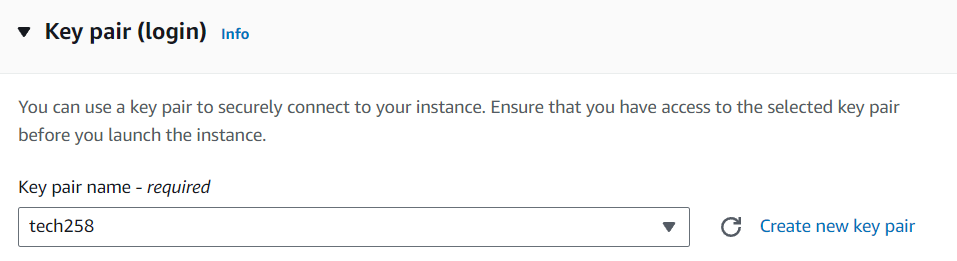 Key pair (login) Info
You can use a key pair to securely connect to your instance. Ensure that you have access to the selected key pair
before you launch the instance.
Key pair name - required
tech258 Create new key pair